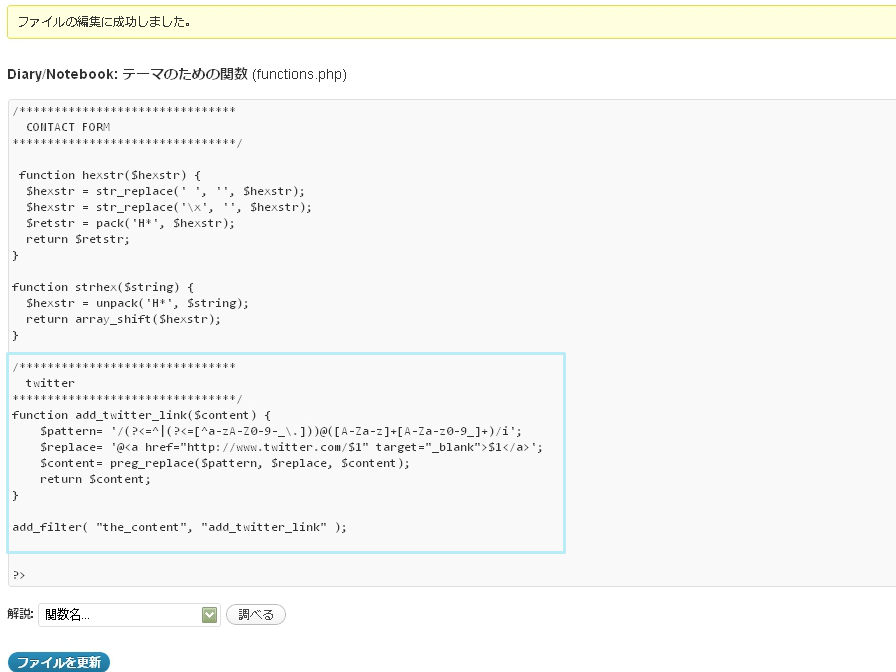 ファイルの編集に成功しました。
Diary/Notebook: テーマのための関数 (functions.php)
/*******************************
  CONTACT FORM
********************************/
 function hexstr($hexstr) {
  $hexstr = str_replace(' ', '', $hexstr);
  $hexstr = str_replace('\x', '', $hexstr);
  $retstr = pack('H*', $hexstr);
  return $retstr;
}
function strhex($string) {
  $hexstr = unpack('H*', $string);
  return array_shift($hexstr);
}
/*******************************
  twitter
********************************/
function add_twitter_link($content) {
    $pattern= '/(?<=^|(?<=[^a-zA-Z0-9-_\.]))@([A-Za-z]+[A-Za-z0-9_]+)/i';
    $replace= '@<a href="http://www.twitter.com/$1" target="_blank">$1</a>';
    $content= preg_replace($pattern, $replace, $content);
    return $content;
}
add_filter( "the_content", "add_twitter_link" );
?>
解説: 関数名... 調べる
ファイルを更新